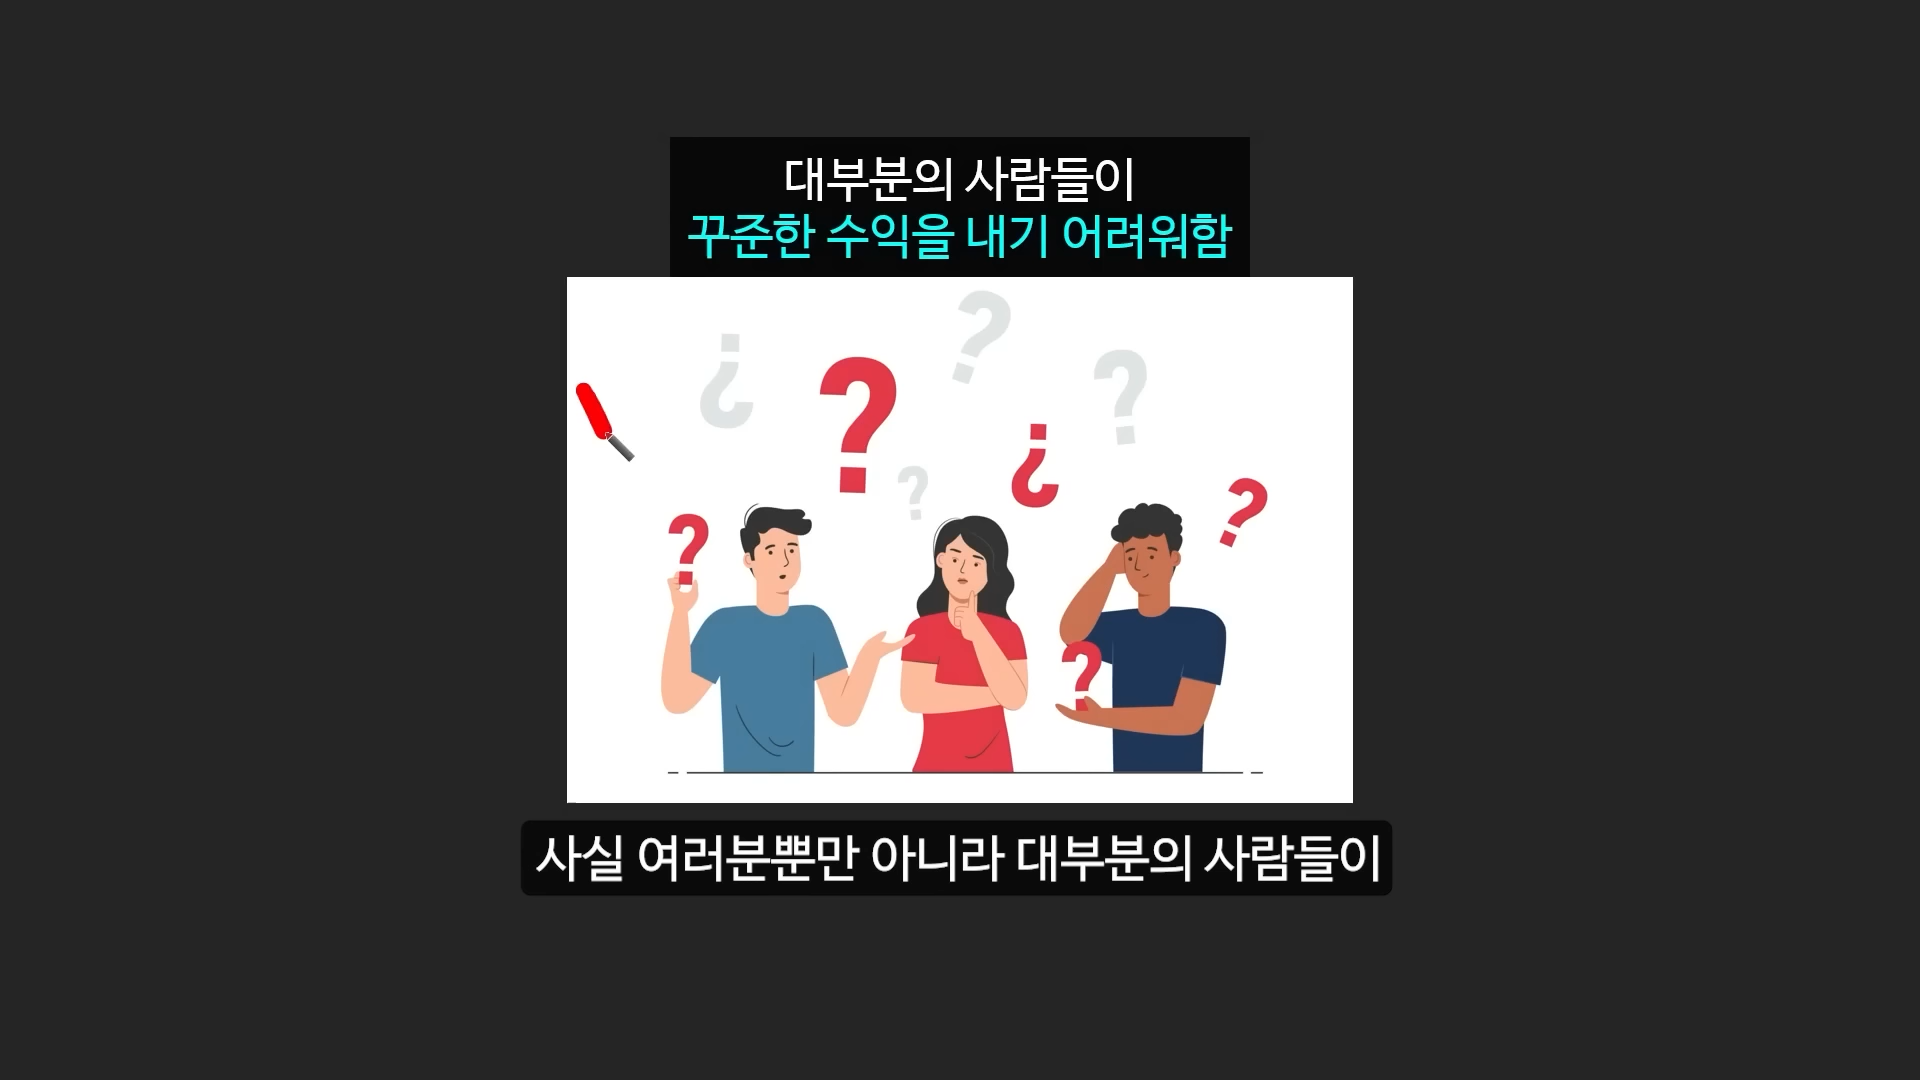 대부분의 사람들이
꾸준한 수익을 내기 어려워함
사실 여러분뿐만 아니라 대부분의 사람들이